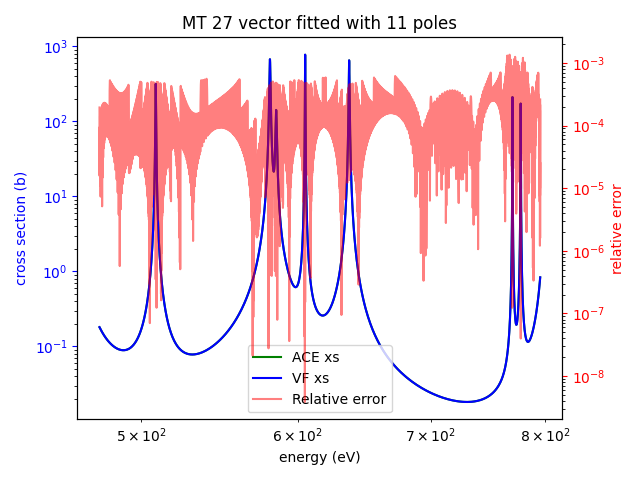 MT 27 vector fitted with 11 poles
10³
10²
10¹
10⁰
10⁻¹
cross section (b)
10⁻³
10⁻⁴
10⁻⁵
10⁻⁶
10⁻⁷
10⁻⁸
relative error
ACE xs
VF xs
Relative error
5 × 10² 6 × 10² 7 × 10² 8 × 10²
energy (eV)